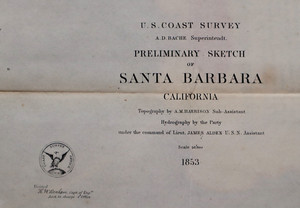 U.S. COAST SURVEY
A.D. BACHE Superintendt.
PRELIMINARY SKETCH
OF
SANTA BARBARA
CALIFORNIA
Topography by A.M. HARRISON Sub-Assistant
Hydrography by the Party
under the command of Lieut. JAMES ALDEN U.S.N. Assistant
Scale
1853